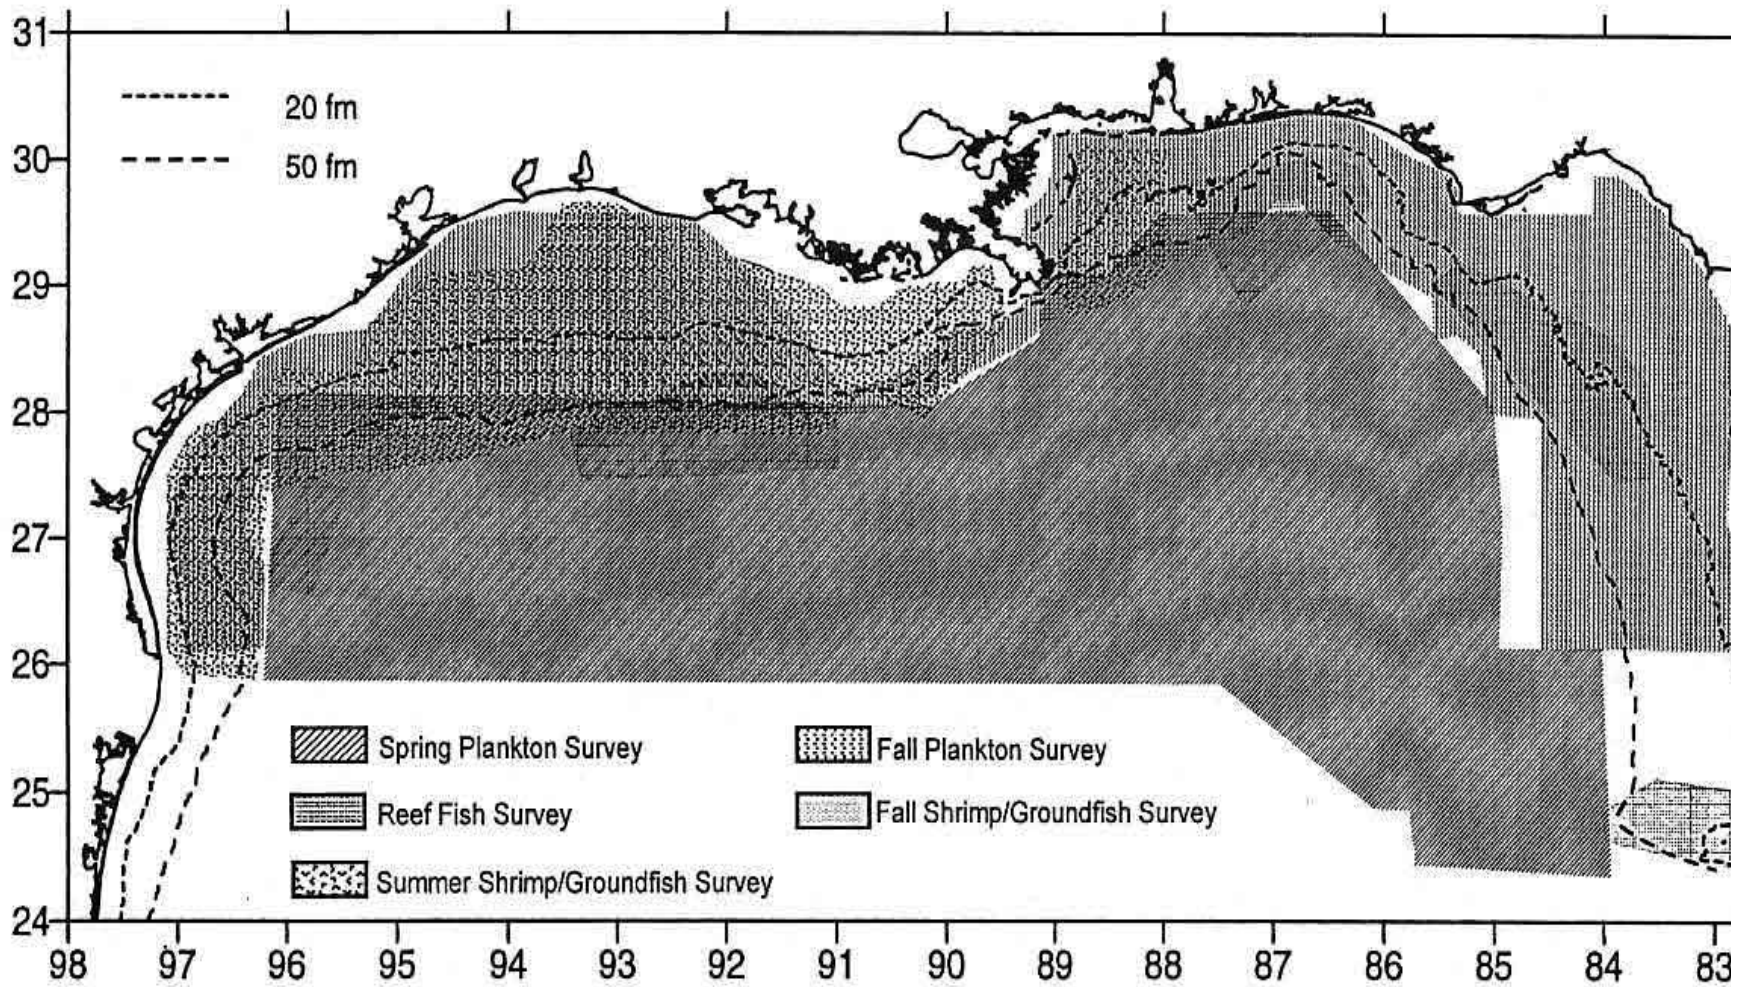 31
20 fm
30
50 fm
29
28
27
26
Spring Plankton Survey
Fall Plankton Survey
25
Reef Fish Survey
Fall Shrimp/Groundfish Survey
Summer Shrimp/Groundfish Survey
24
98 97 96 95 94 93 92 91 90 89 88 87 86 85 84 83